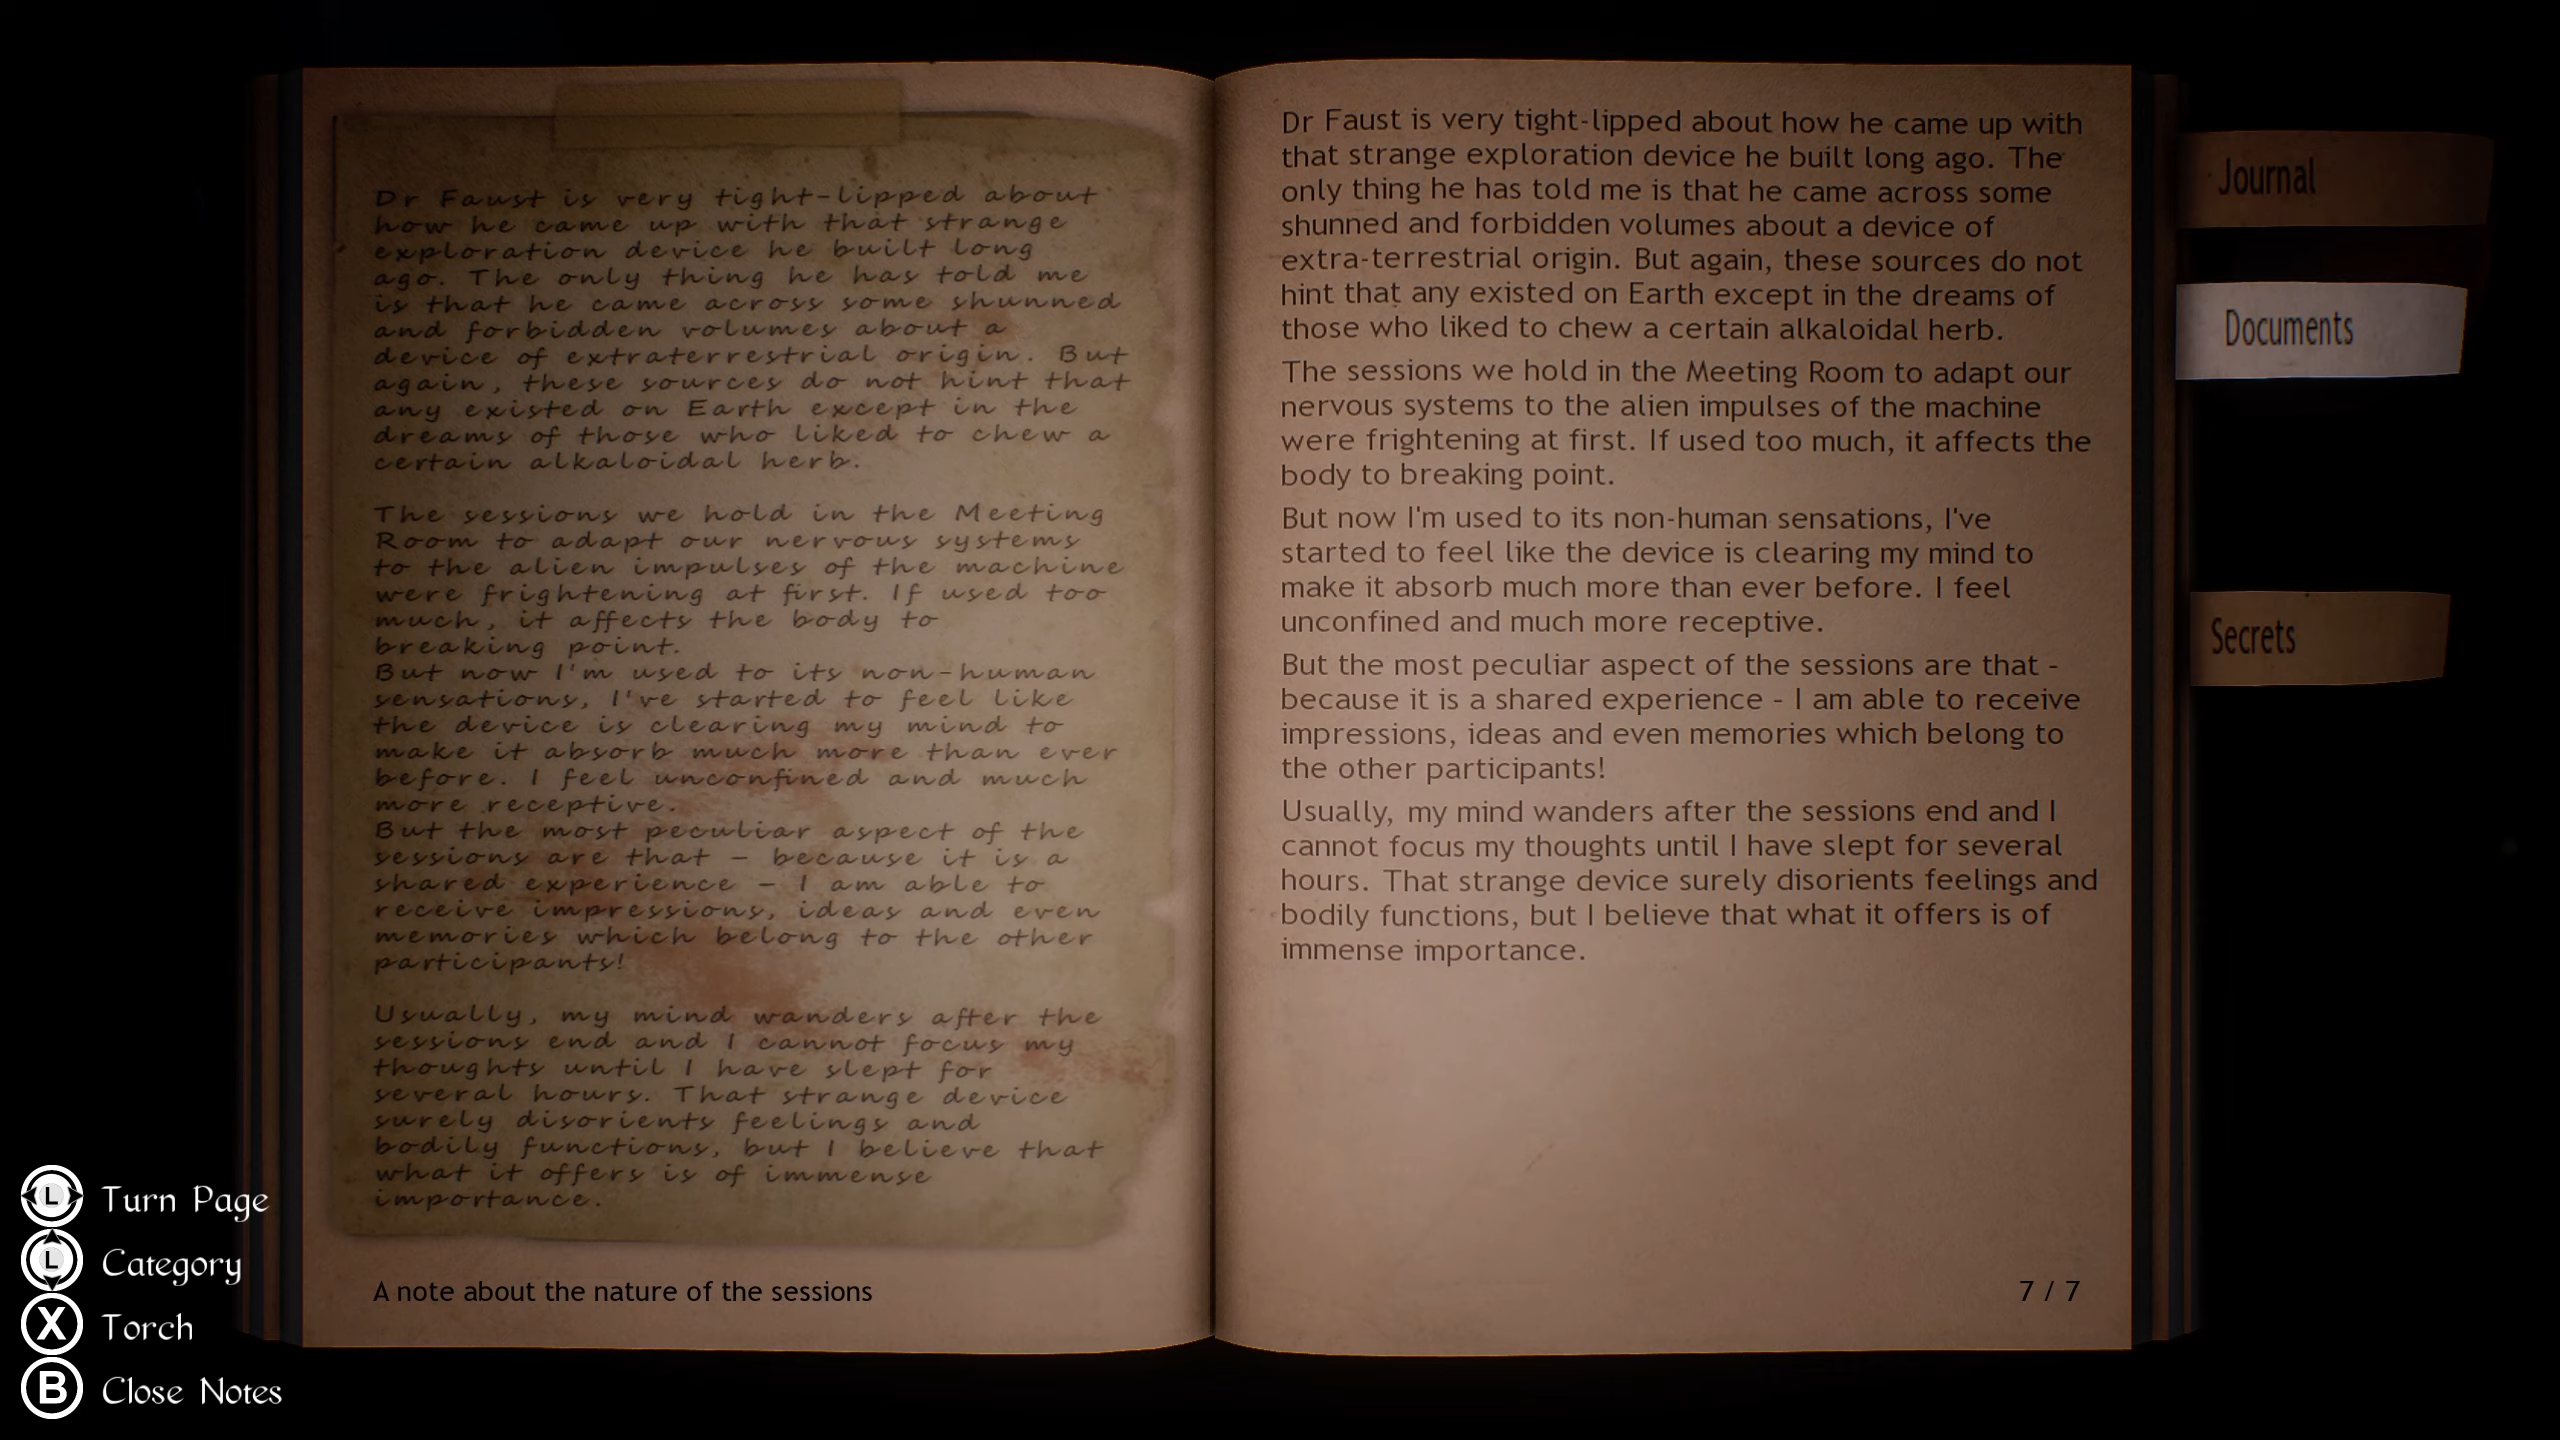 Dr Faust is very tight-lipped about
how he came up with that strange
exploration device he built long
ago. The only thing he has told me
is that he came across some shunned
and forbidden volumes about a
device of extraterrestrial origin. But
again, these sources do not hint that
any existed on Earth except in the
dreams of those who liked to chew a
certain alkaloidal herb.
The sessions we hold in the Meeting
Room to adapt our nervous systems
to the alien impulses of the machine
were frightening at first. If used too
much, it affects the body to
breaking point.
But now I'm used to its non-human
sensations, I've started to feel like
the device is clearing my mind to
make it absorb much more than ever
before. I feel unconfined and much
more receptive.
But the most peculiar aspect of the
sessions are that - because it is a
shared experience - I am able to
receive impressions, ideas and even
memories which belong to the other
participants!
Usually, my mind wanders after the
sessions end and I cannot focus my
thoughts until I have slept for
several hours. That strange device
surely disorients feelings and
bodily functions, but I believe that
what it offers is of immense
importance.
A note about the nature of the sessions
Dr Faust is very tight-lipped about how he came up with
that strange exploration device he built long ago. The
only thing he has told me is that he came across some
shunned and forbidden volumes about a device of
extra-terrestrial origin. But again, these sources do not
hint that any existed on Earth except in the dreams of
those who liked to chew a certain alkaloidal herb.
The sessions we hold in the Meeting Room to adapt our
nervous systems to the alien impulses of the machine
were frightening at first. If used too much, it affects the
body to breaking point.
But now I'm used to its non-human sensations, I've
started to feel like the device is clearing my mind to
make it absorb much more than ever before. I feel
unconfined and much more receptive.
But the most peculiar aspect of the sessions are that -
because it is a shared experience - I am able to receive
impressions, ideas and even memories which belong to
the other participants!
Usually, my mind wanders after the sessions end and I
cannot focus my thoughts until I have slept for several
hours. That strange device surely disorients feelings and
bodily functions, but I believe that what it offers is of
immense importance.
7 / 7
Journal
Documents
Secrets
L Turn Page
L Category
X Torch
B Close Notes